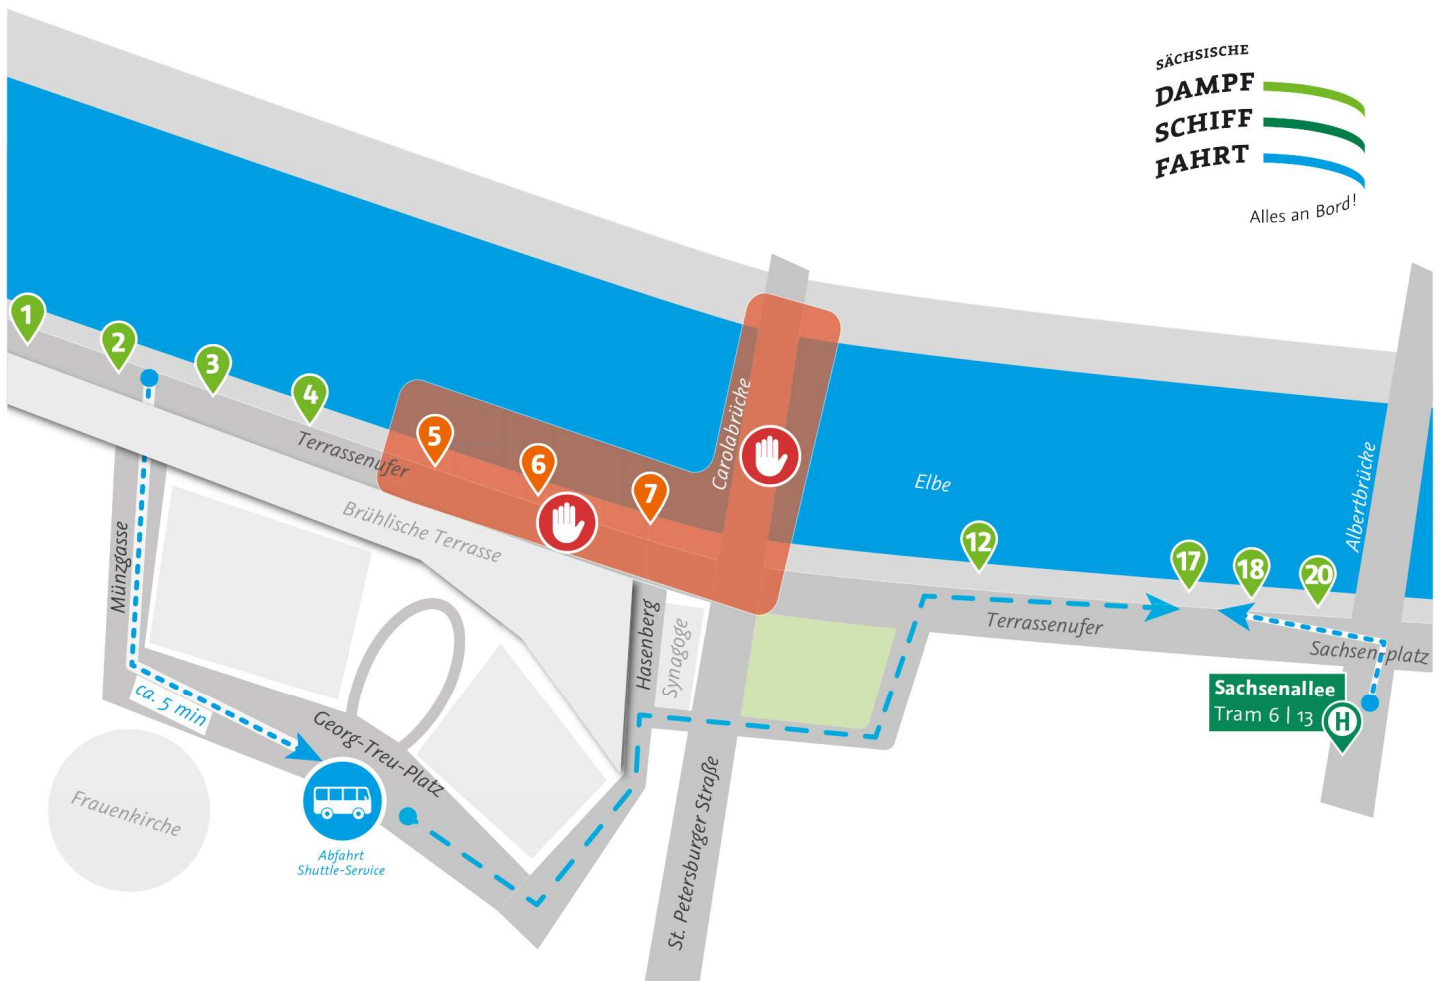 SÄCHSISCHE
DAMPF
SCHIFF
FAHRT
Alles an Bord!
1
2
3
4
5
6
7
12
17
18
20
Terrassenufer
Brühlische Terrasse
Carolabrücke
Elbe
Albertbrücke
Terrassenufer
Sachsenplatz
Münzgasse
Hasenberg
Synagoge
ca. 5 min
Georg-Treu-Platz
Sachsenallee
Tram 6 | 13
H
Frauenkirche
St. Petersburger Straße
Abfahrt
Shuttle-Service